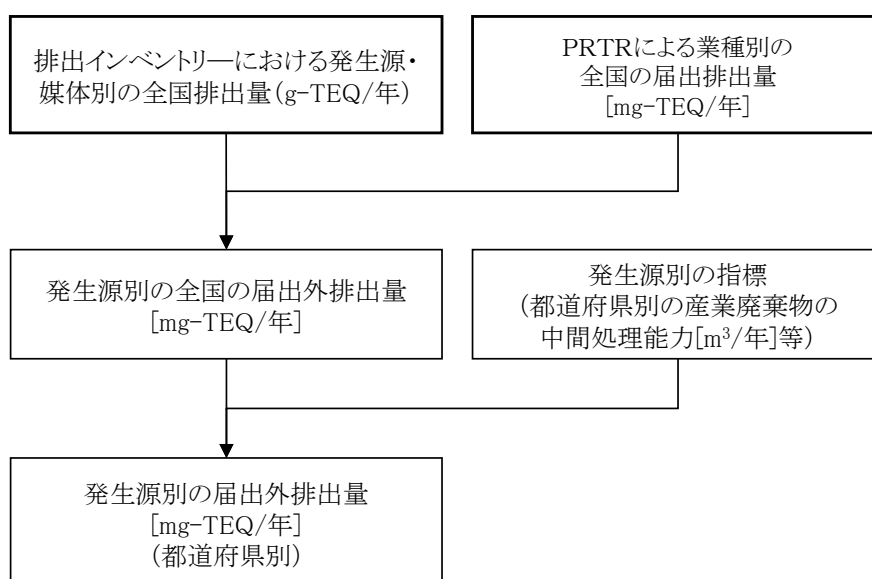 排出インベントリ―における発生源・
媒体別の全国排出量(g-TEQ/年)
PRTRによる業種別の
全国の届出排出量
[mg-TEQ/年]
発生源別の全国の届出外排出量
[mg-TEQ/年]
発生源別の指標
(都道府県別の産業廃棄物の
中間処理能力[m³/年]等)
発生源別の届出外排出量
[mg-TEQ/年]
(都道府県別)